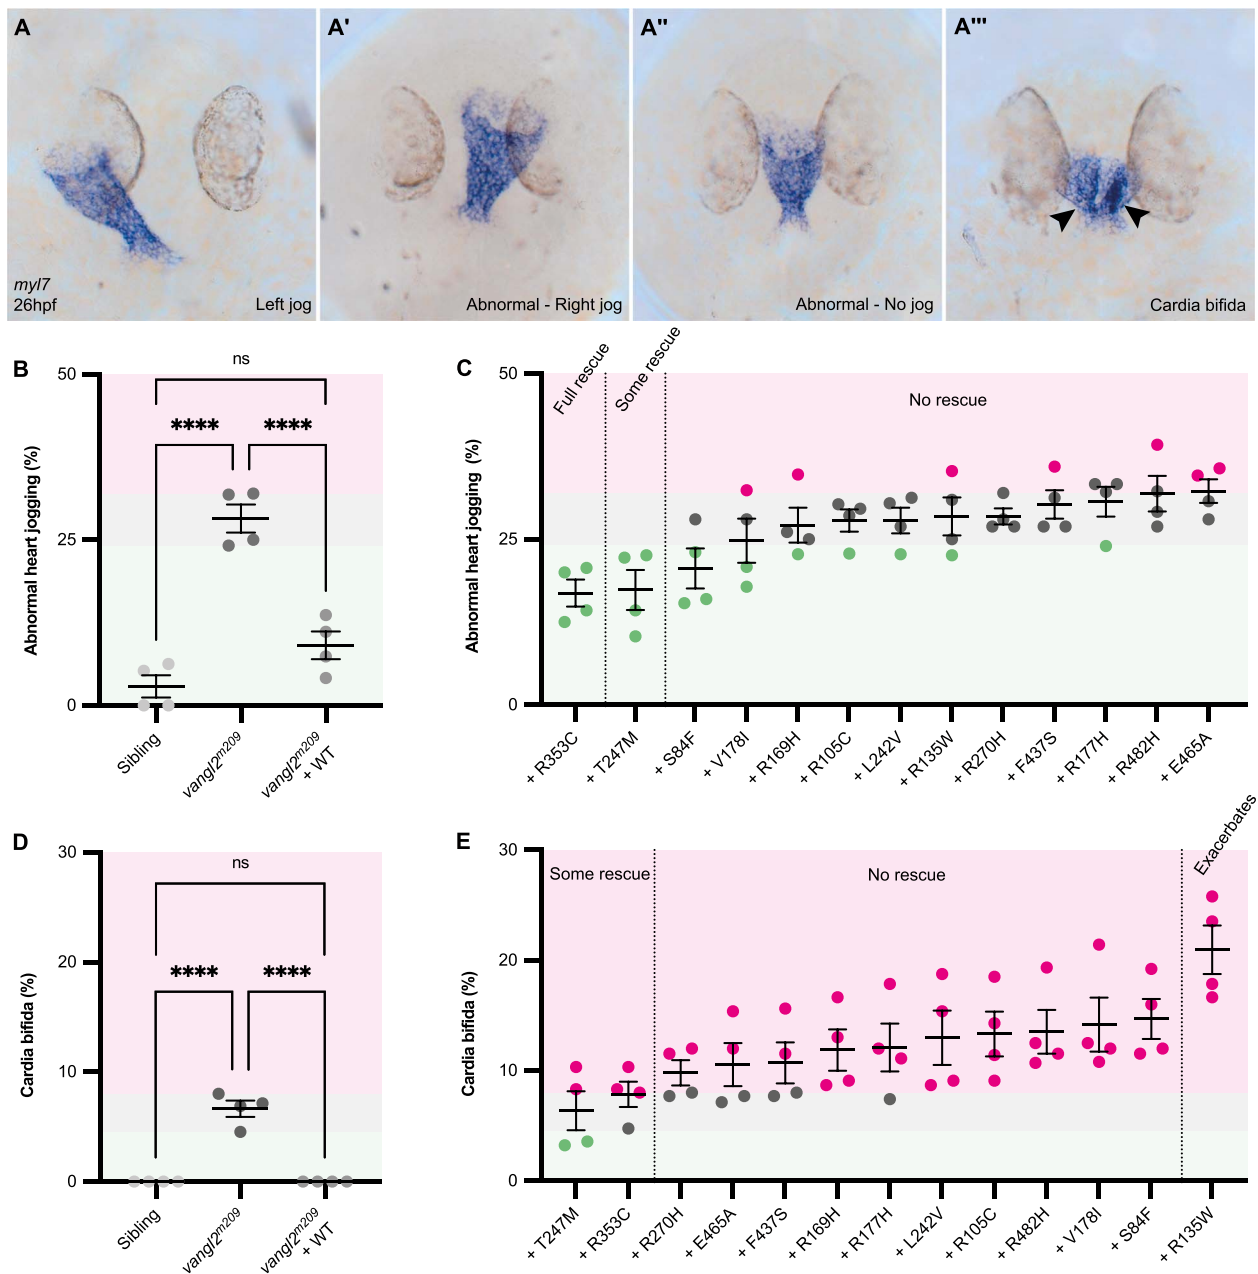 A
myl7
26hpf
Left jog
A'
Abnormal - Right jog
A''
Abnormal - No jog
A'''
Cardia bifida
B
Abnormal heart jogging (%)
50
25
0
ns
****
****
Sibling
vangl2m209
vangl2m209
+ WT
C
Abnormal heart jogging (%)
50
25
0
Full rescue
Some rescue
No rescue
+ R353C
+ T247M
+ S84F
+ V178I
+ R169H
+ R105C
+ L242V
+ R135W
+ R270H
+ F437S
+ R177H
+ R482H
+ E465A
D
Cardia bifida (%)
30
20
10
0
ns
****
****
Sibling
vangl2m209
vangl2m209
+ WT
E
Cardia bifida (%)
30
20
10
0
Some rescue
No rescue
Exacerbates
+ T247M
+ R353C
+ R270H
+ E465A
+ F437S
+ R169H
+ R177H
+ L242V
+ R105C
+ R482H
+ V178I
+ S84F
+ R135W